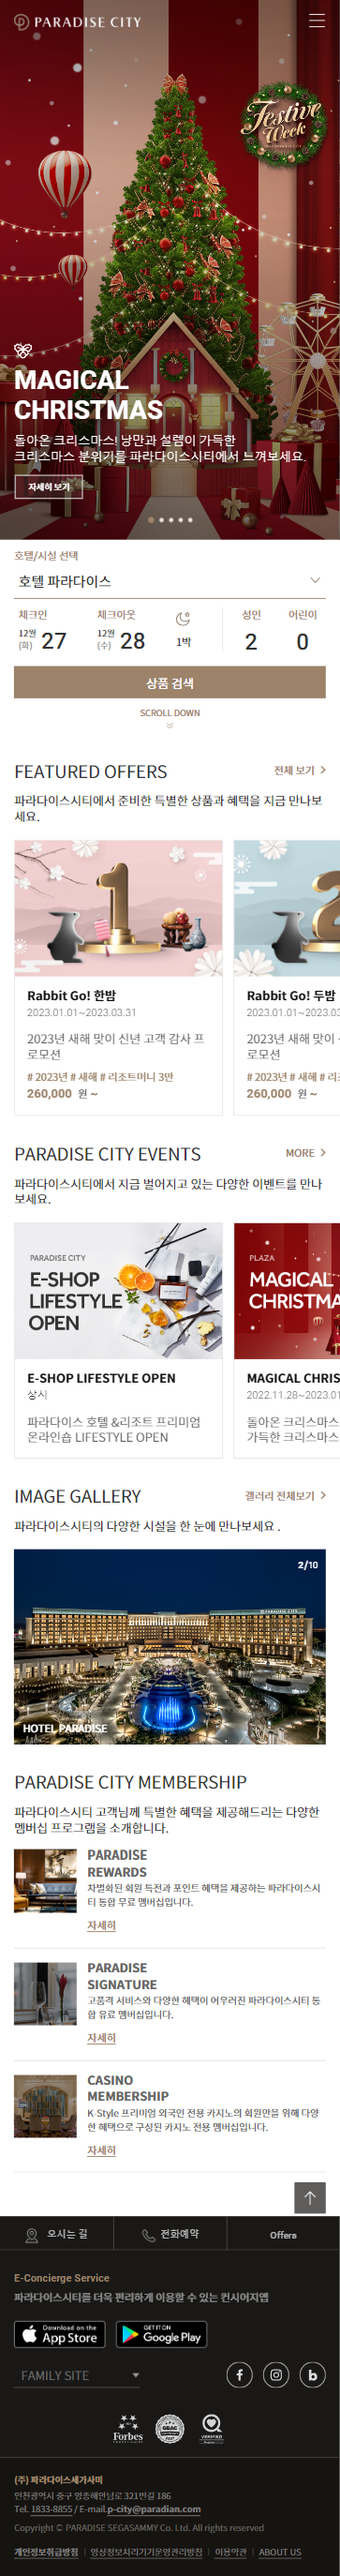 PARADISE CITY
Festive
Week
MAGICAL
CHRISTMAS
돌아온 크리스마스! 낭만과 설렘이 가득한
크리스마스 분위기를 파라다이스시티에서 느껴보세요.
자세히 보기
호텔/시설 선택
호텔 파라다이스
체크인 체크아웃 성인 어린이
12월 (화) 27 12월 (수) 28 1박 2 0
상품 검색
SCROLL DOWN
FEATURED OFFERS 전체 보기
파라다이스시티에서 준비한 특별한 상품과 혜택을 지금 만나보
세요.
Rabbit Go! 한밤
2023.01.01~2023.03.31
2023년 새해 맞이 신년 고객 감사 프
로모션
# 2023년 # 새해 # 리조트머니 3만
260,000 원 ~
Rabbit Go! 두밤
2023.01.01~2023.03
2023년 새해 맞이
로모션
# 2023년 # 새해 # 리
260,000 원 ~
PARADISE CITY EVENTS MORE
파라다이스시티에서 지금 벌어지고 있는 다양한 이벤트를 만나
보세요.
PARADISE CITY
E-SHOP
LIFESTYLE
OPEN
E-SHOP LIFESTYLE OPEN
상시
파라다이스 호텔 &리조트 프리미엄
온라인숍 LIFESTYLE OPEN
PLAZA
MAGICAL
CHRISTMA
MAGICAL CHRIS
2022.11.28~2023.01
돌아온 크리스마스
가득한 크리스마스
IMAGE GALLERY 갤러리 전체보기
파라다이스시티의 다양한 시설을 한 눈에 만나보세요 .
2/10
HOTEL PARADISE
PARADISE CITY MEMBERSHIP
파라다이스시티 고객님께 특별한 혜택을 제공해드리는 다양한
멤버십 프로그램을 소개합니다.
PARADISE
REWARDS
차별화된 회원 특전과 포인트 혜택을 제공하는 파라다이스시
티 통합 무료 멤버십입니다.
자세히
PARADISE
SIGNATURE
고품격 서비스와 다양한 혜택이 어우러진 파라다이스시티 통
합 유료 멤버십입니다.
자세히
CASINO
MEMBERSHIP
K-Style 프리미엄 외국인 전용 카지노의 회원만을 위해 다양
한 혜택으로 구성된 카지노 전용 멤버십입니다.
자세히
오시는 길 전화예약 Offers
E-Concierge Service
파라다이스시티를 더욱 편리하게 이용할 수 있는 컨시어지앱
Download on the
App Store
GET IT ON
Google Play
FAMILY SITE
Forbes
GBAC
VERIFIED
(주) 파라다이스세가사미
인천광역시 중구 영종해안남로 321번길 186
Tel. 1833-8855 / E-mail.p-city@paradian.com
Copyright © PARADISE SEGASAMMY Co. Ltd. All rights reserved
개인정보취급방침 | 영상정보처리기기운영관리방침 | 이용약관 | ABOUT US